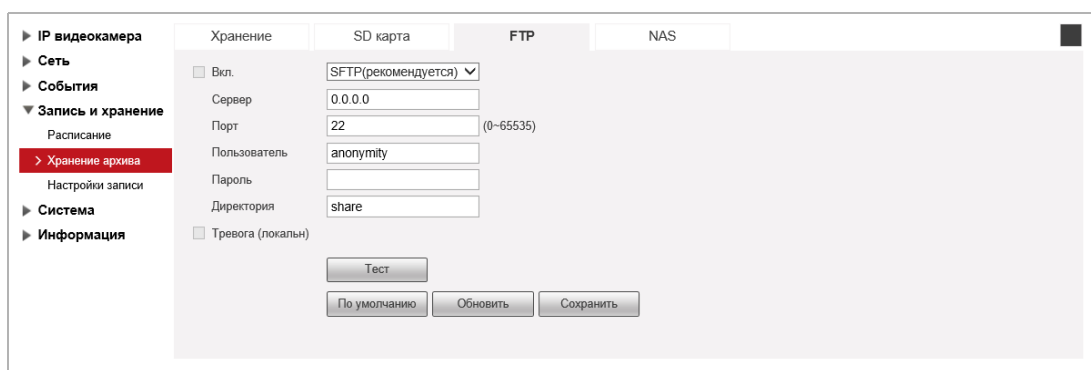 IP видеокамера
Сеть
События
Запись и хранение
Расписание
Хранение архива
Настройки записи
Система
Информация
Хранение SD карта FTP NAS
Вкл. SFTP(рекомендуется)
Сервер 0.0.0.0
Порт 22 (0~65535)
Пользователь anonymity
Пароль
Директория share
Тревога (локальн)
Тест
По умолчанию Обновить Сохранить